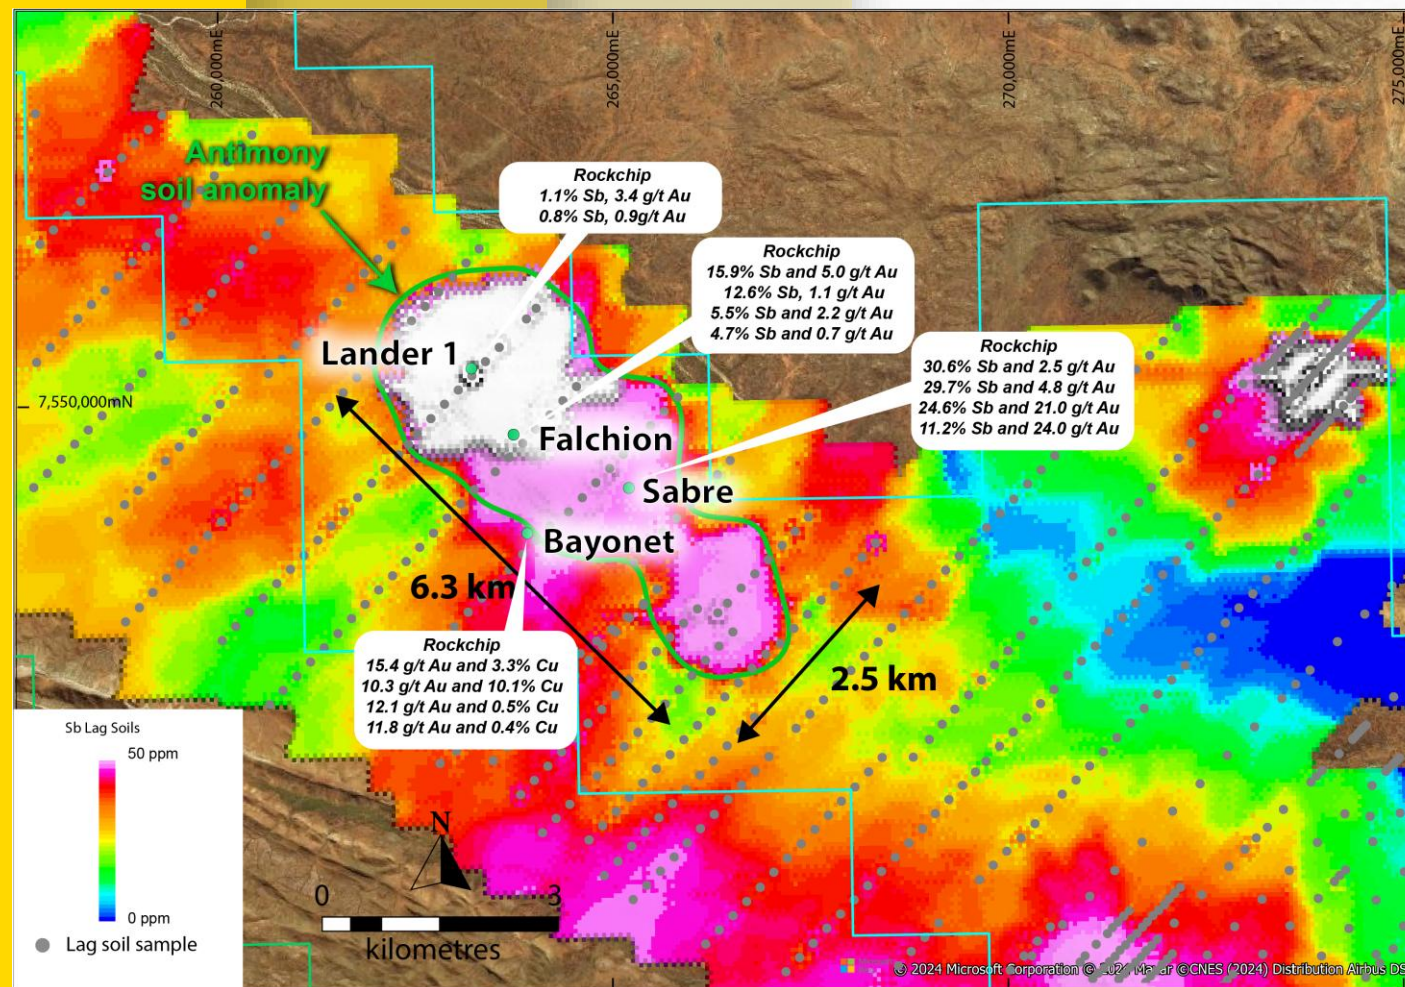 260,000mE
265,000mE
270,000mE
275,000mE
Antimony
soil anomaly
Rockchip
1.1% Sb, 3.4 g/t Au
0.8% Sb, 0.9g/t Au
Rockchip
15.9% Sb and 5.0 g/t Au
12.6% Sb, 1.1 g/t Au
5.5% Sb and 2.2 g/t Au
4.7% Sb and 0.7 g/t Au
Rockchip
30.6% Sb and 2.5 g/t Au
29.7% Sb and 4.8 g/t Au
24.6% Sb and 21.0 g/t Au
11.2% Sb and 24.0 g/t Au
Lander 1
7,550,000mN
Falchion
Sabre
Bayonet
6.3 km
2.5 km
Rockchip
15.4 g/t Au and 3.3% Cu
10.3 g/t Au and 10.1% Cu
12.1 g/t Au and 0.5% Cu
11.8 g/t Au and 0.4% Cu
Sb Lag Soils
50 ppm
0 ppm
Lag soil sample
N
0 3
kilometres
© 2024 Microsoft Corporation © 2024 ©CNES (2024) Distribution Airbus DS